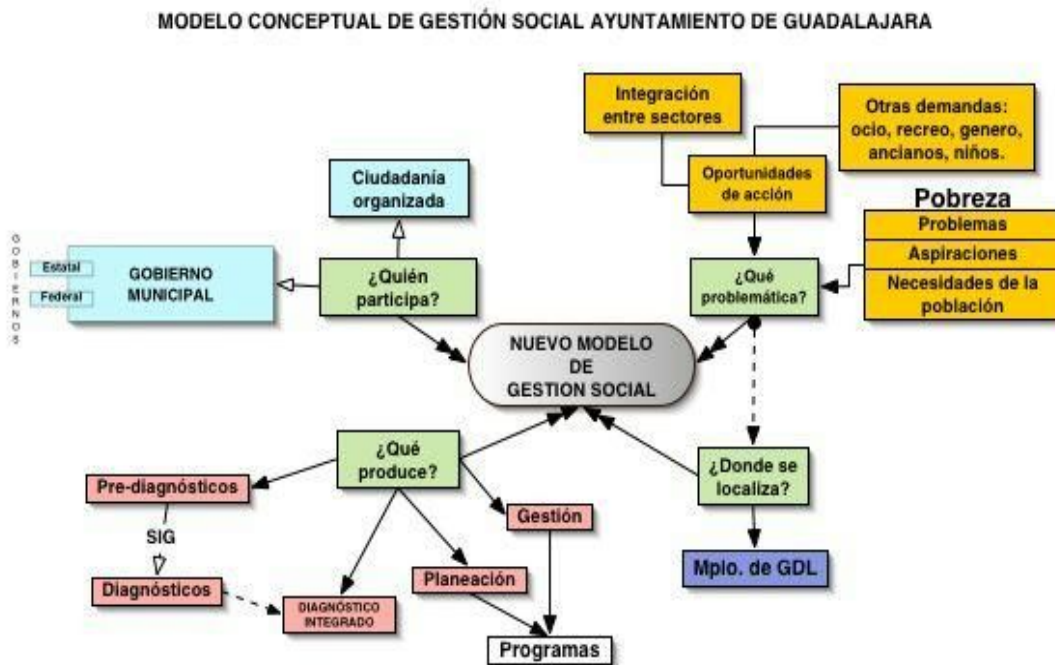 MODELO CONCEPTUAL DE GESTIÓN SOCIAL AYUNTAMIENTO DE GUADALAJARA
Integración
entre sectores
Otras demandas:
ocio, recreo, genero,
ancianos, niños.
Oportunidades
de acción
Ciudadanía
organizada
Pobreza
Problemas
Aspiraciones
Necesidades de la
población
GOBIERNOS
Estatal
Federal
GOBIERNO
MUNICIPAL
¿Quién
participa?
¿Qué
problemática?
NUEVO MODELO
DE
GESTION SOCIAL
¿Qué
produce?
¿Donde se
localiza?
Pre-diagnósticos
SIG
Diagnósticos
DIAGNÓSTICO
INTEGRADO
Planeación
Gestión
Programas
Mpio. de GDL